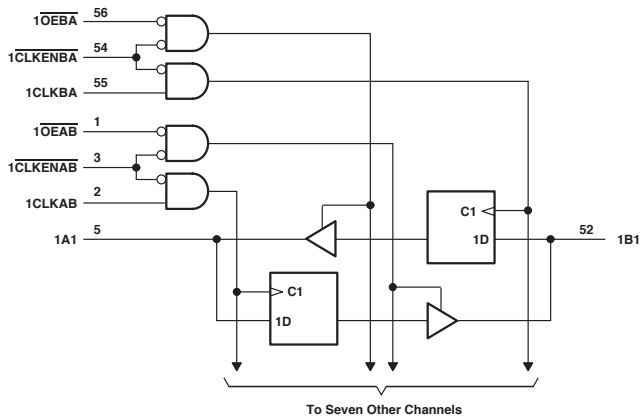 1OEBA 56
1CLKENBA 54
1CLKBA 55
1OEAB 1
1CLKENAB 3
1CLKAB 2
C1
1A1 5
1D
52 1B1
C1
1D
To Seven Other Channels